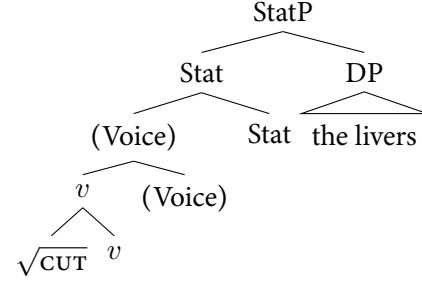 StatP
Stat DP
(Voice) Stat the livers
v (Voice)
√CUT v